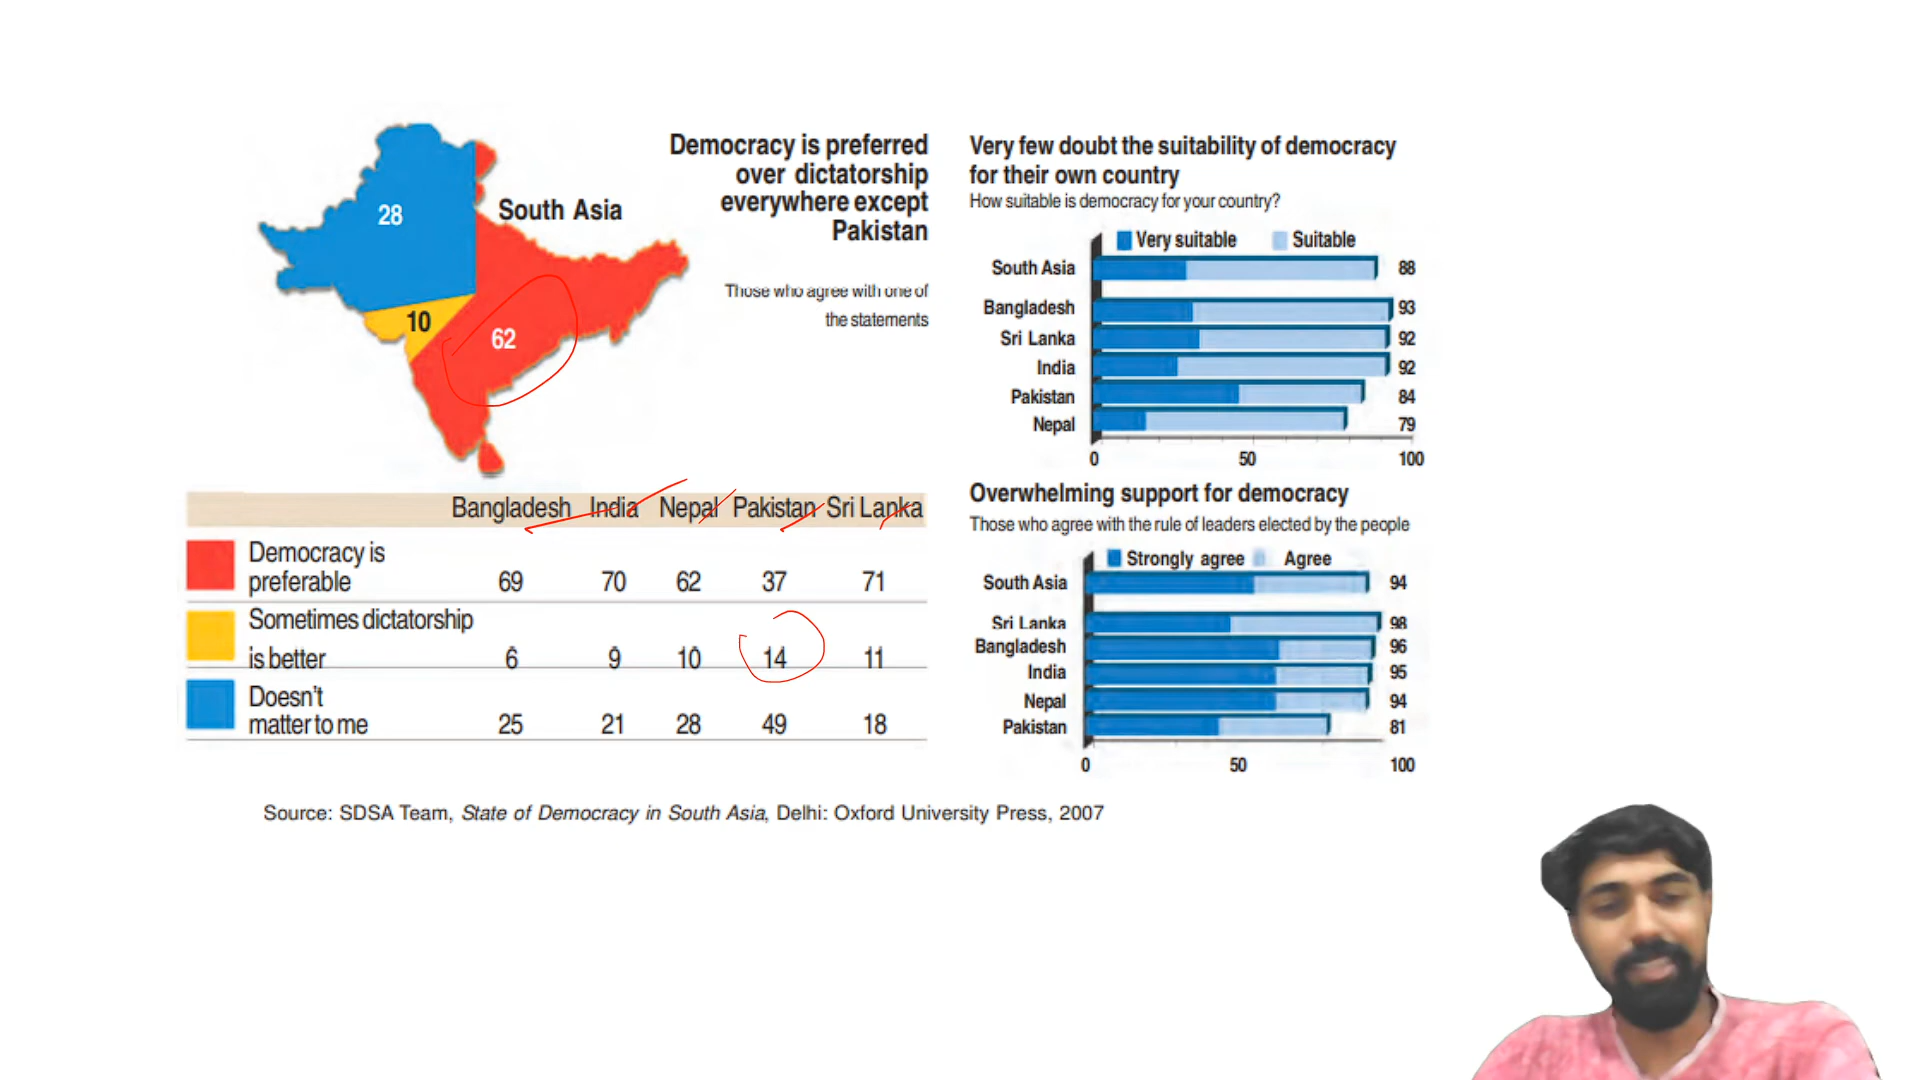 Democracy is preferred
over dictatorship
everywhere except
Pakistan
Those who agree with one of
the statements
South Asia
28
10
62
Bangladesh India Nepal Pakistan Sri Lanka
Democracy is
preferable 69 70 62 37 71
Sometimes dictatorship
is better 6 9 10 14 11
Doesn't
matter to me 25 21 28 49 18
Very few doubt the suitability of democracy
for their own country
How suitable is democracy for your country?
Very suitable Suitable
South Asia 88
Bangladesh 93
Sri Lanka 92
India 92
Pakistan 84
Nepal 79
0 50 100
Overwhelming support for democracy
Those who agree with the rule of leaders elected by the people
Strongly agree Agree
South Asia 94
Sri Lanka 98
Bangladesh 96
India 95
Nepal 94
Pakistan 81
0 50 100
Source: SDSA Team, State of Democracy in South Asia, Delhi: Oxford University Press, 2007